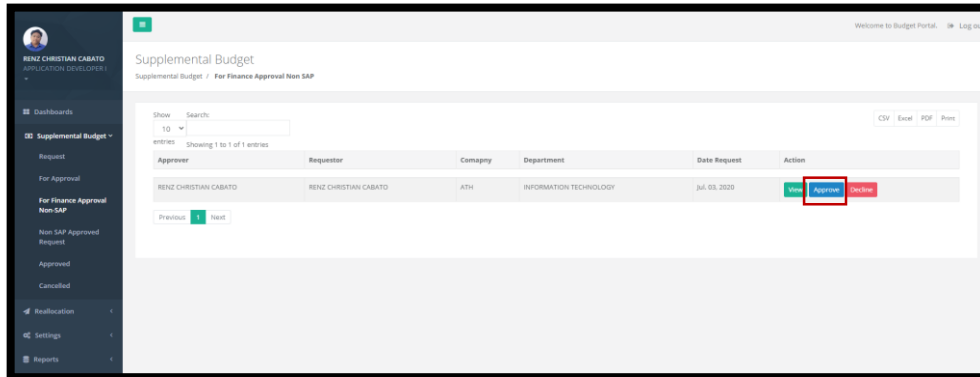 RENZ CHRISTIAN CABATO
APPLICATION DEVELOPER I
Dashboards
Supplemental Budget
Request
For Approval
For Finance Approval
Non-SAP
Non SAP Approved
Request
Approved
Cancelled
Reallocation
Settings
Reports
Welcome to Budget Portal.
Log ou
Supplemental Budget
Supplemental Budget / For Finance Approval Non SAP
Show Search:
10
entries Showing 1 to 1 of 1 entries
CSV Excel PDF Print
Approver Requestor Comapny Department Date Request Action
RENZ CHRISTIAN CABATO RENZ CHRISTIAN CABATO ATH INFORMATION TECHNOLOGY Jul. 03, 2020 View Approve Decline
Previous 1 Next